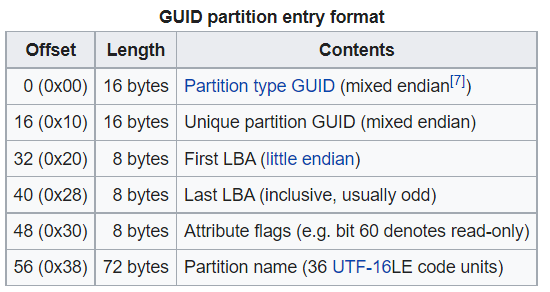 GUID partition entry format
Offset Length Contents
0 (0x00) 16 bytes Partition type GUID (mixed endian[7])
16 (0x10) 16 bytes Unique partition GUID (mixed endian)
32 (0x20) 8 bytes First LBA (little endian)
40 (0x28) 8 bytes Last LBA (inclusive, usually odd)
48 (0x30) 8 bytes Attribute flags (e.g. bit 60 denotes read-only)
56 (0x38) 72 bytes Partition name (36 UTF-16LE code units)